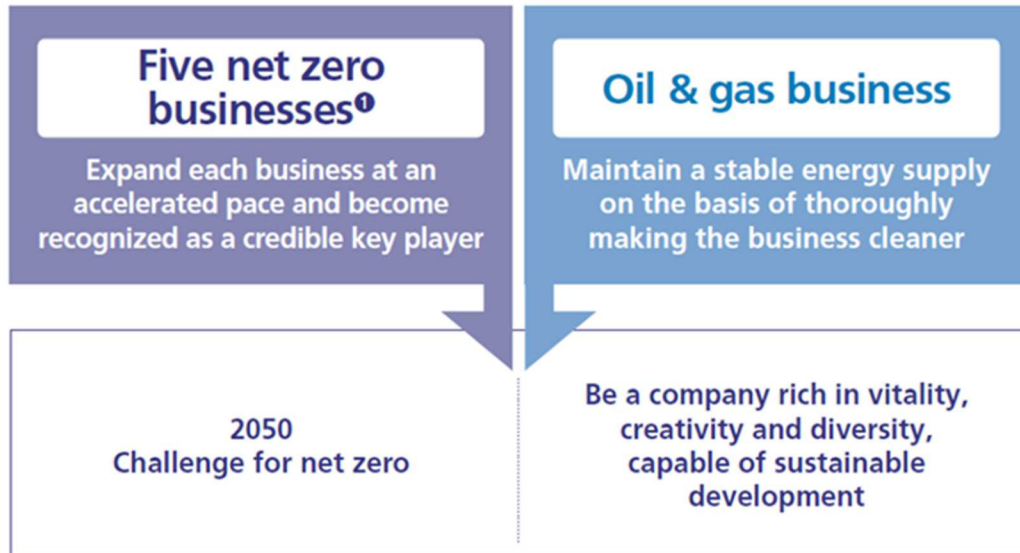 Five net zero
businesses❶
Expand each business at an
accelerated pace and become
recognized as a credible key player
Oil & gas business
Maintain a stable energy supply
on the basis of thoroughly
making the business cleaner
2050
Challenge for net zero
Be a company rich in vitality,
creativity and diversity,
capable of sustainable
development